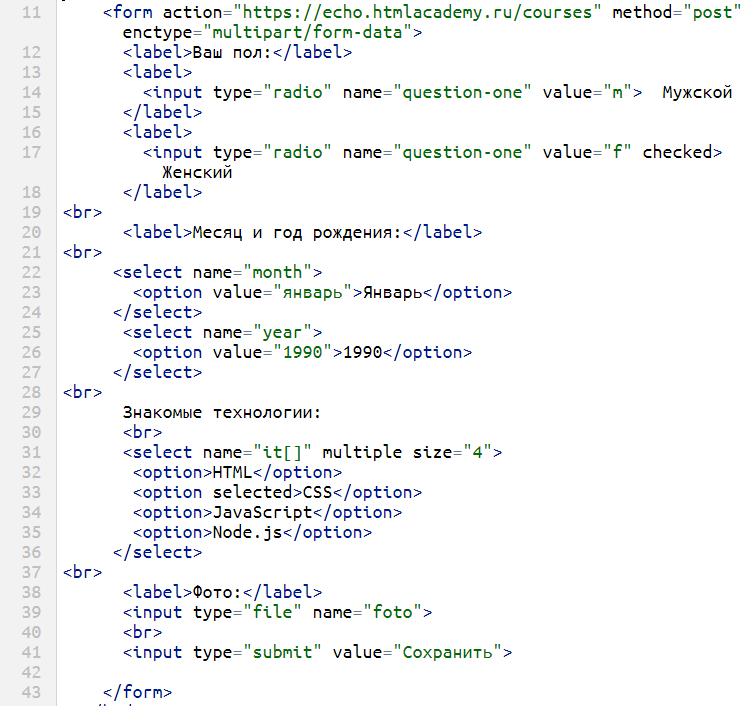 11 <form action="https://echo.htmlacademy.ru/courses" method="post"
enctype="multipart/form-data">
12 <label>Ваш пол:</label>
13 <label>
14 <input type="radio" name="question-one" value="m"> Мужской
15 </label>
16 <label>
17 <input type="radio" name="question-one" value="f" checked>
Женский
18 </label>
19 <br>
20 <label>Месяц и год рождения:</label>
21 <br>
22 <select name="month">
23 <option value="январь">Январь</option>
24 </select>
25 <select name="year">
26 <option value="1990">1990</option>
27 </select>
28 <br>
29 Знакомые технологии:
30 <br>
31 <select name="it[]" multiple size="4">
32 <option>HTML</option>
33 <option selected>CSS</option>
34 <option>JavaScript</option>
35 <option>Node.js</option>
36 </select>
37 <br>
38 <label>Фото:</label>
39 <input type="file" name="foto">
40 <br>
41 <input type="submit" value="Сохранить">
42
43 </form>